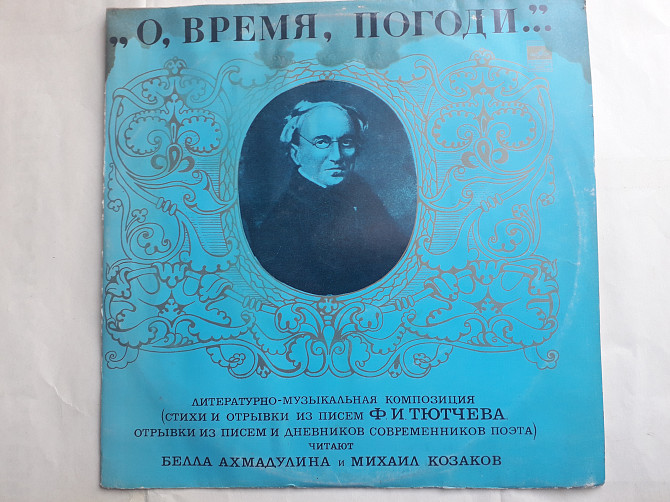 „О, ВРЕМЯ, ПОГОДИ..."
ЛИТЕРАТУРНО-МУЗЫКАЛЬНАЯ КОМПОЗИЦИЯ
(СТИХИ И ОТРЫВКИ ИЗ ПИСЕМ Ф И ТЮТЧЕВА
ОТРЫВКИ ИЗ ПИСЕМ И ДНЕВНИКОВ СОВРЕМЕННИКОВ ПОЭТА)
ЧИТАЮТ
БЕЛЛА АХМАДУЛИНА И МИХАИЛ КОЗАКОВ